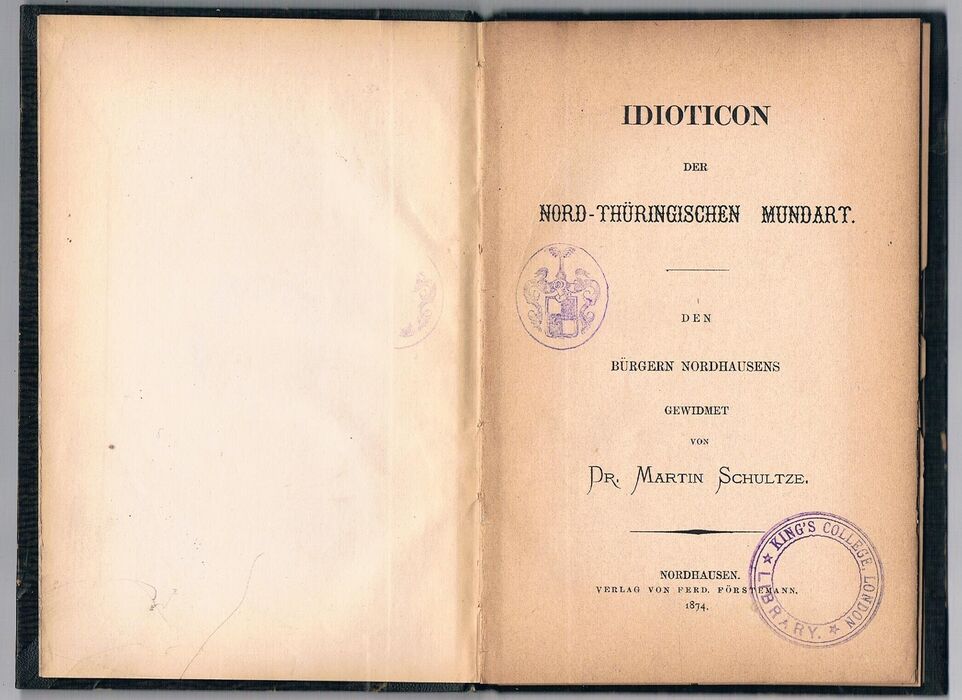 IDIOTICON
DER
NORD-THÜRINGISCHEN MUNDART.
DEN
BÜRGERN NORDHAUSENS
GEWIDMET
VON
DR. MARTIN SCHULTZE.
NORDHAUSEN.
VERLAG VON FERD. FÖRSTEMANN.
1874.
KING'S COLLEGE, LONDON
LIBRARY.